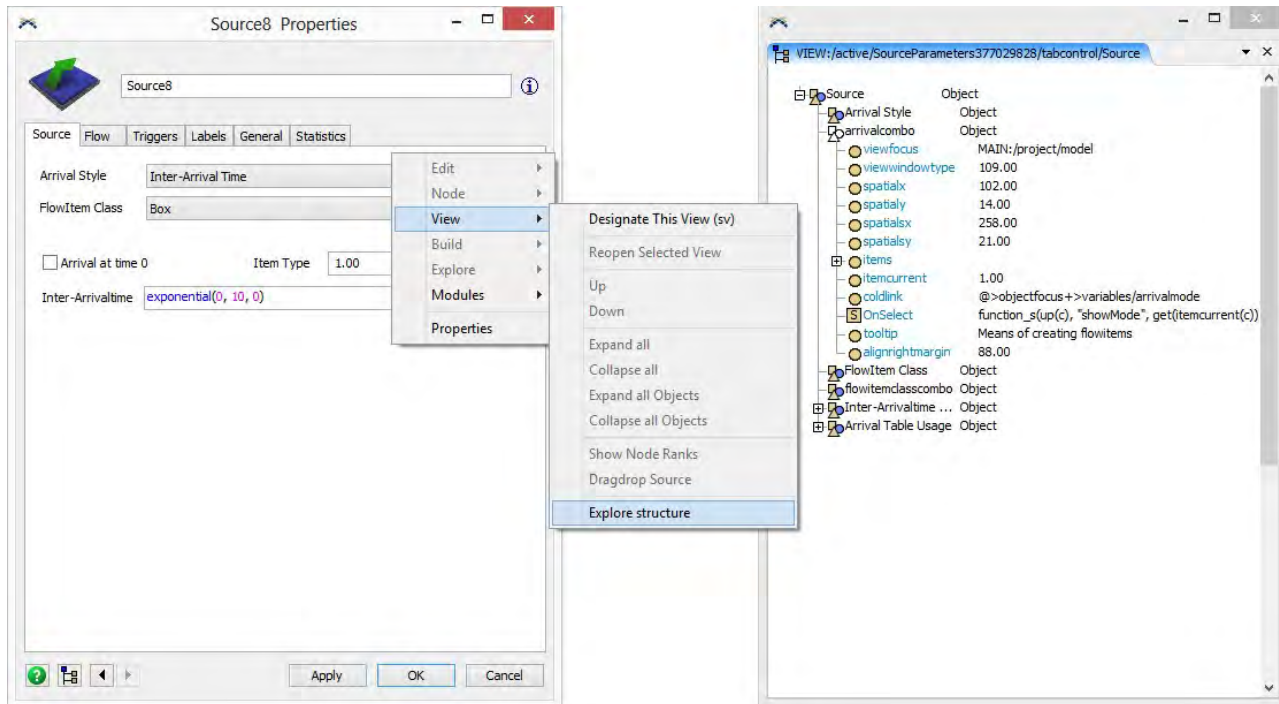 Source8 Properties
Source8
Source Flow Triggers Labels General Statistics
Arrival Style Inter-Arrival Time
FlowItem Class Box
Arrival at time 0 Item Type 1.00
Inter-Arrivaltime exponential(0, 10, 0)
Apply OK Cancel
Edit
Node
View
Build
Explore
Modules
Properties
Designate This View (sv)
Reopen Selected View
Up
Down
Expand all
Collapse all
Expand all Objects
Collapse all Objects
Show Node Ranks
Dragdrop Source
Explore structure
VIEW:/active/SourceParameters377029828/tabcontrol/Source
Source Object
Arrival Style Object
arrivalcombo Object
viewfocus MAIN:/project/model
viewwindowtype 109.00
spatialx 102.00
spatialy 14.00
spatialsx 258.00
spatialsy 21.00
items
itemcurrent 1.00
coldlink @>objectfocus+>variables/arrivalmode
S OnSelect function_s(up(c), "showMode", get(itemcurrent(c))
tooltip Means of creating flowitems
alignrightmargin 88.00
FlowItem Class Object
flowitemclasscombo Object
Inter-Arrivaltime ... Object
Arrival Table Usage Object